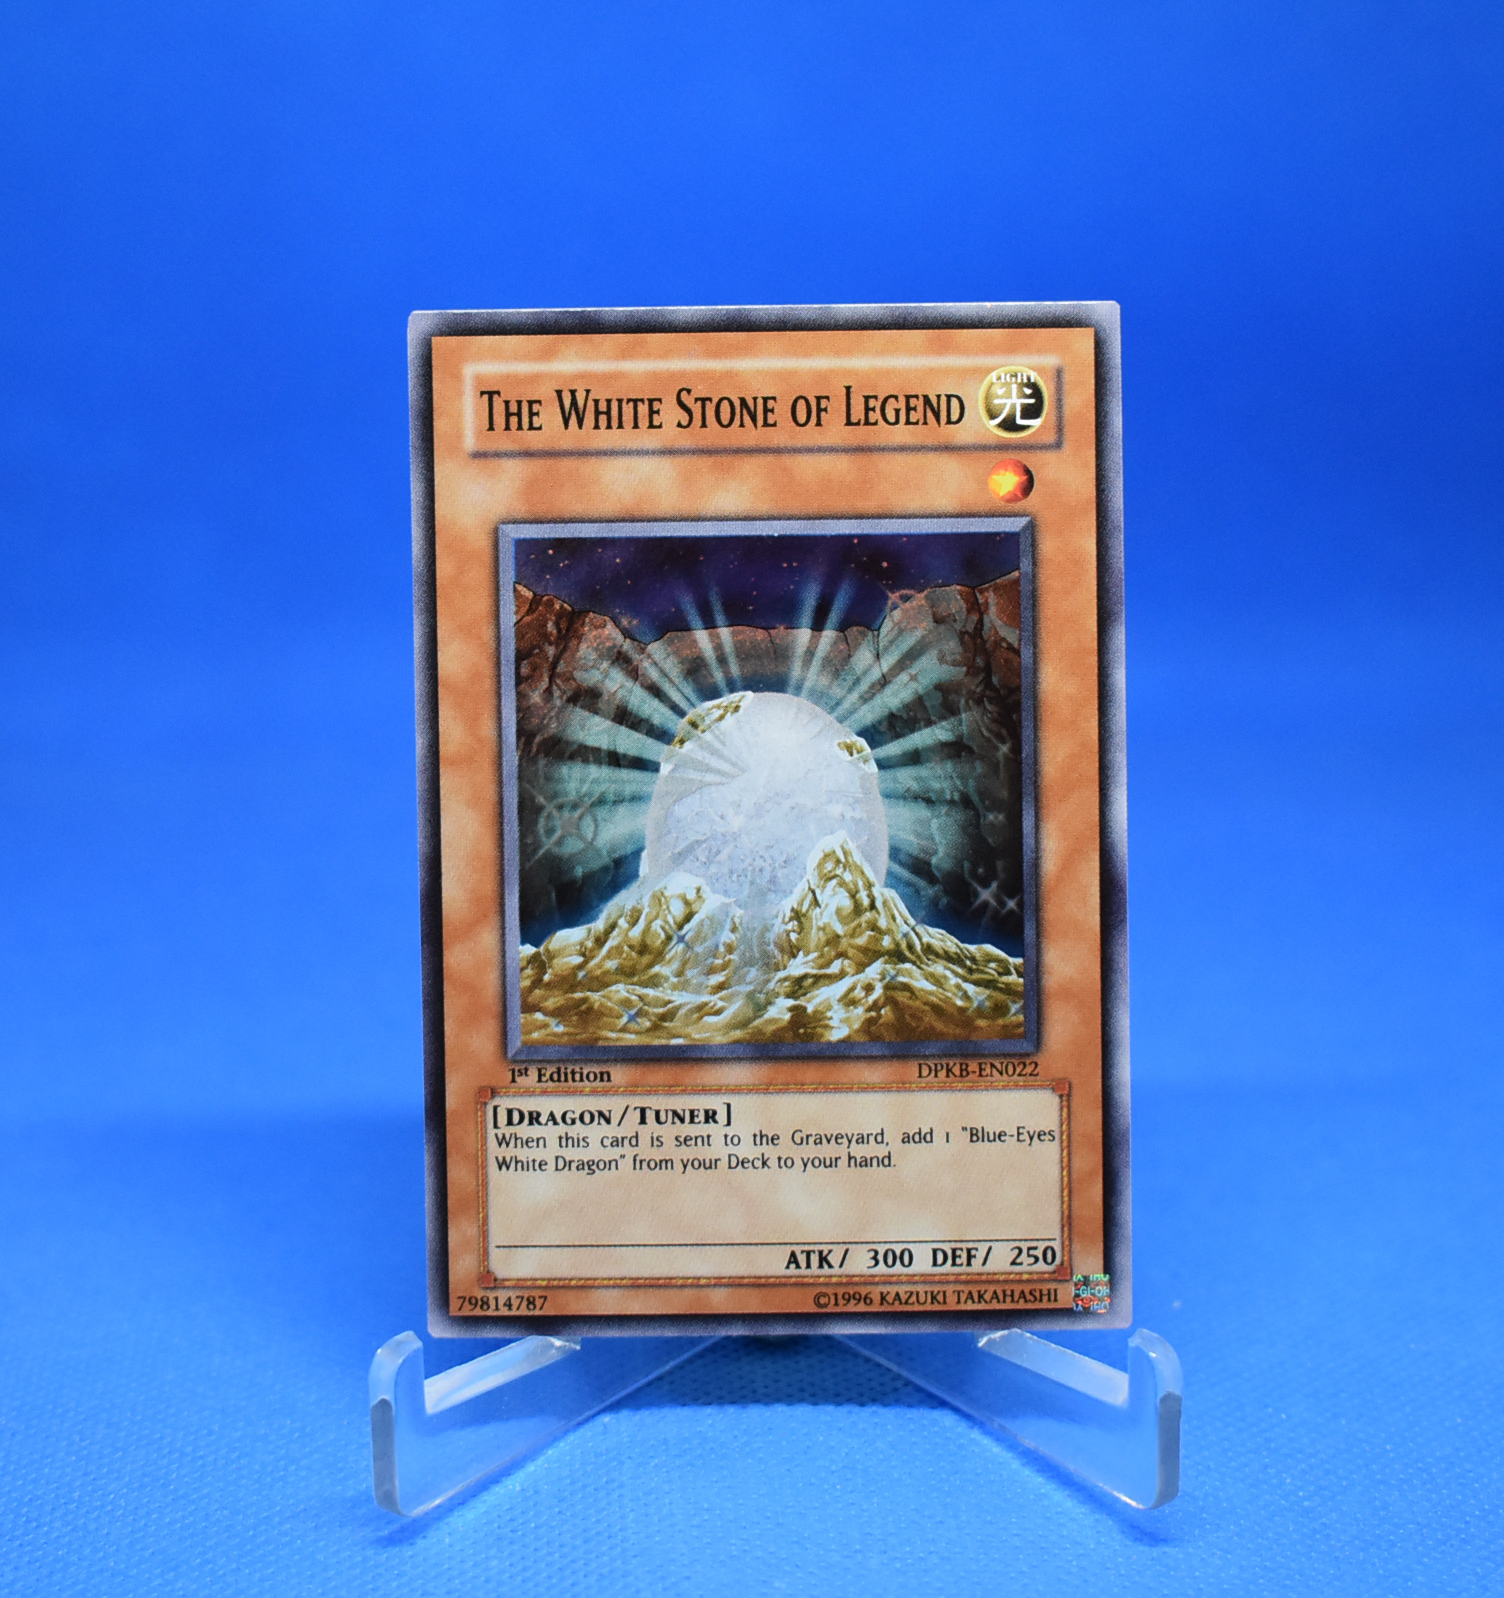 THE WHITE STONE OF LEGEND
LIGHT
光
1st Edition
DPKB-EN022
[DRAGON/TUNER]
When this card is sent to the Graveyard, add 1 "Blue-Eyes
White Dragon" from your Deck to your hand.
ATK/ 300 DEF/ 250
79814787
©1996 KAZUKI TAKAHASHI